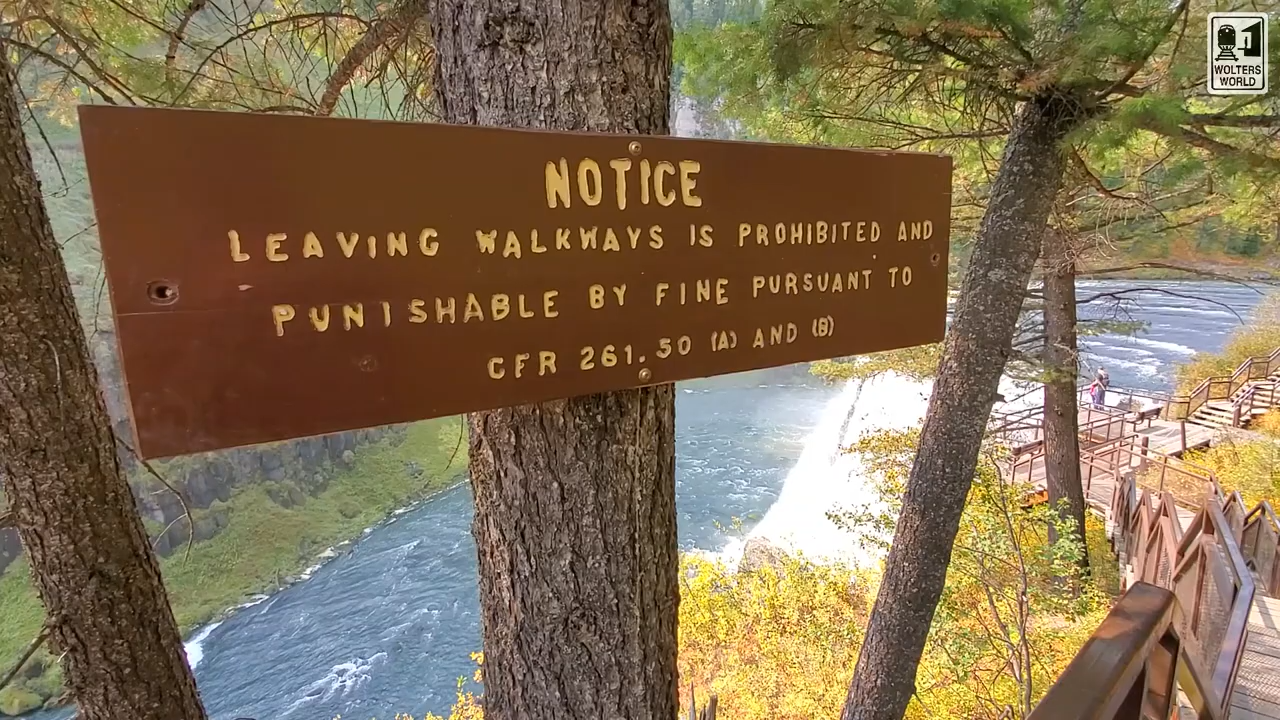 WOLTERS
WORLD
NOTICE
LEAVING WALKWAYS IS PROHIBITED AND
PUNISHABLE BY FINE PURSUANT TO
CFR 261.50 (A) AND (B)